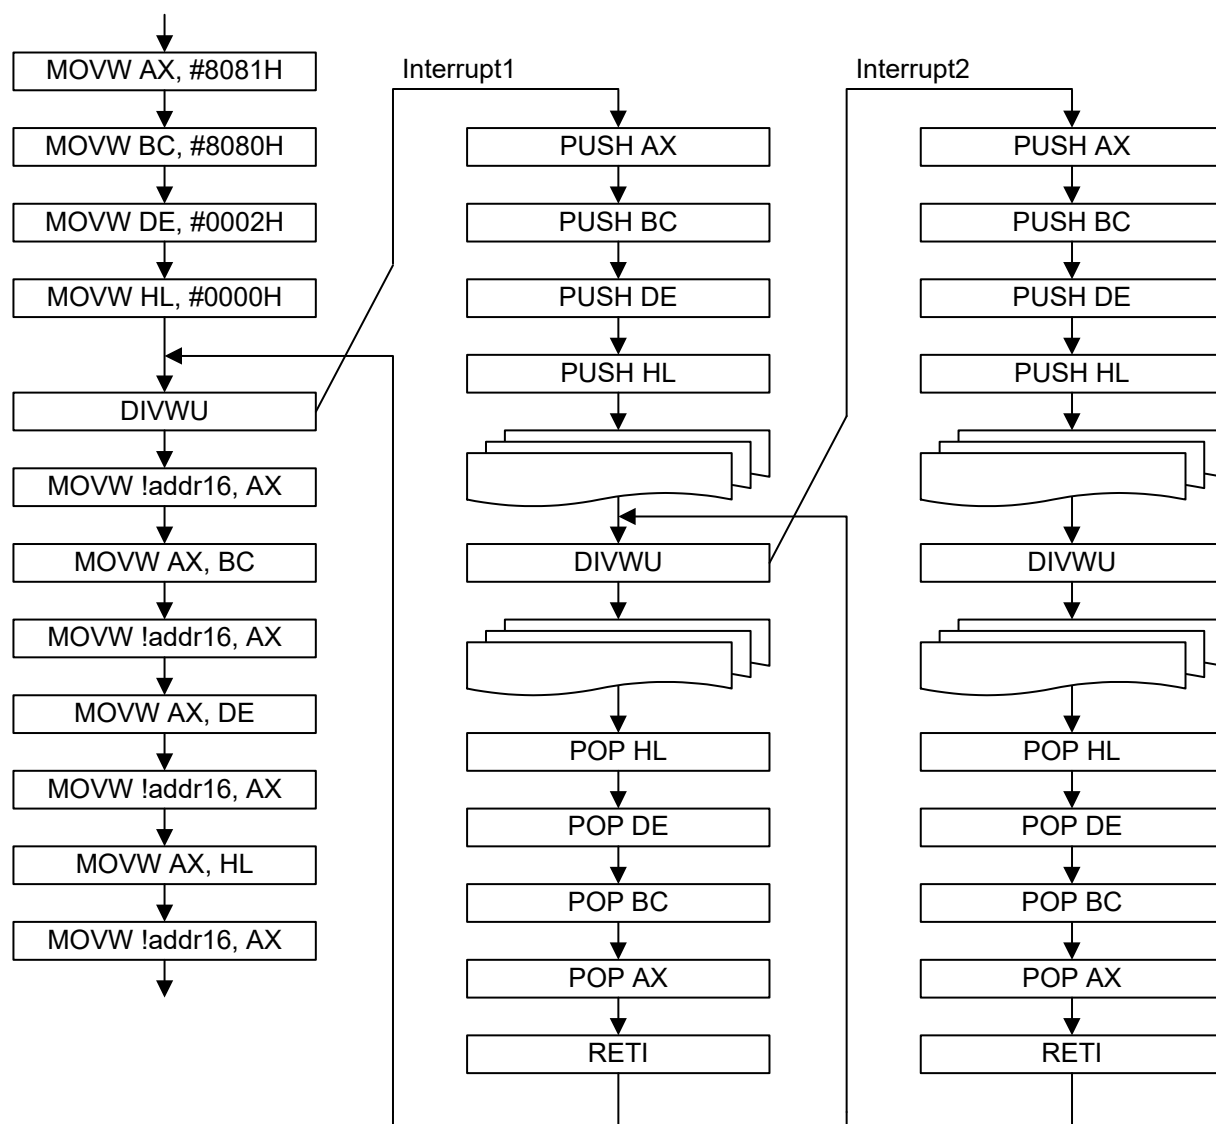 MOVW AX, #8081H
MOVW BC, #8080H
MOVW DE, #0002H
MOVW HL, #0000H
DIVWU
MOVW !addr16, AX
MOVW AX, BC
MOVW !addr16, AX
MOVW AX, DE
MOVW !addr16, AX
MOVW AX, HL
MOVW !addr16, AX
Interrupt1
PUSH AX
PUSH BC
PUSH DE
PUSH HL
DIVWU
POP HL
POP DE
POP BC
POP AX
RETI
Interrupt2
PUSH AX
PUSH BC
PUSH DE
PUSH HL
DIVWU
POP HL
POP DE
POP BC
POP AX
RETI